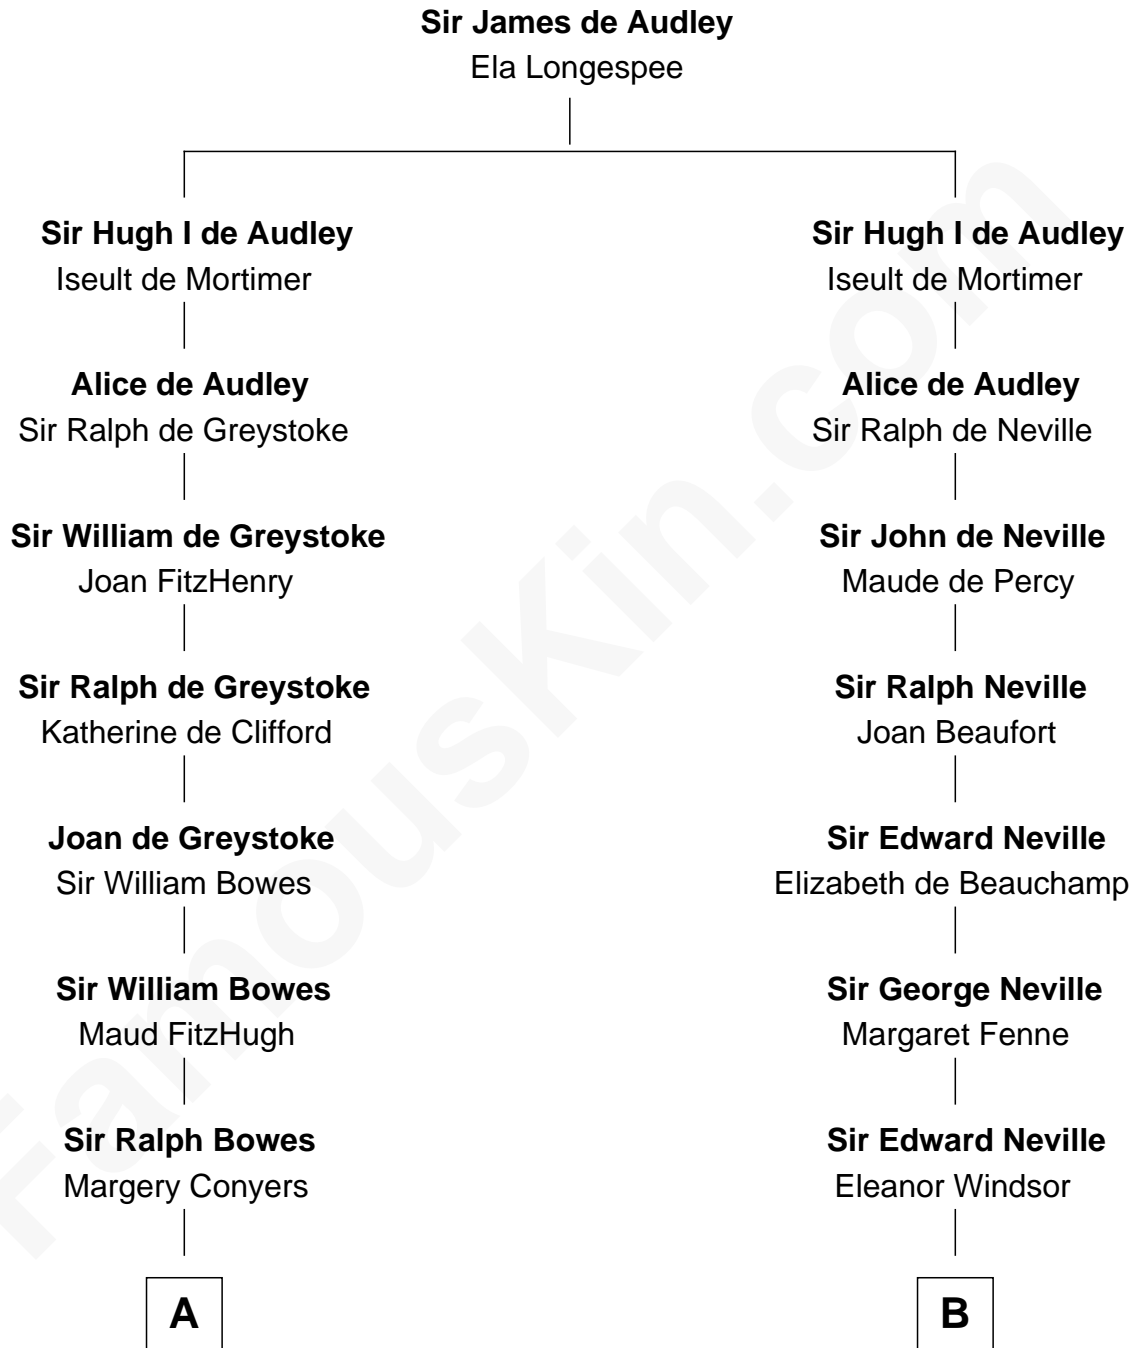 Sir James de Audley
Ela Longespee
Sir Hugh I de Audley
Iseult de Mortimer
Sir Hugh I de Audley
Iseult de Mortimer
Alice de Audley
Sir Ralph de Greystoke
Alice de Audley
Sir Ralph de Neville
Sir William de Greystoke
Joan FitzHenry
Sir John de Neville
Maude de Percy
Sir Ralph de Greystoke
Katherine de Clifford
Sir Ralph Neville
Joan Beaufort
Joan de Greystoke
Sir William Bowes
Sir Edward Neville
Elizabeth de Beauchamp
Sir William Bowes
Maud FitzHugh
Sir George Neville
Margaret Fenne
Sir Ralph Bowes
Margery Conyers
Sir Edward Neville
Eleanor Windsor
A
B
FamousKin.com